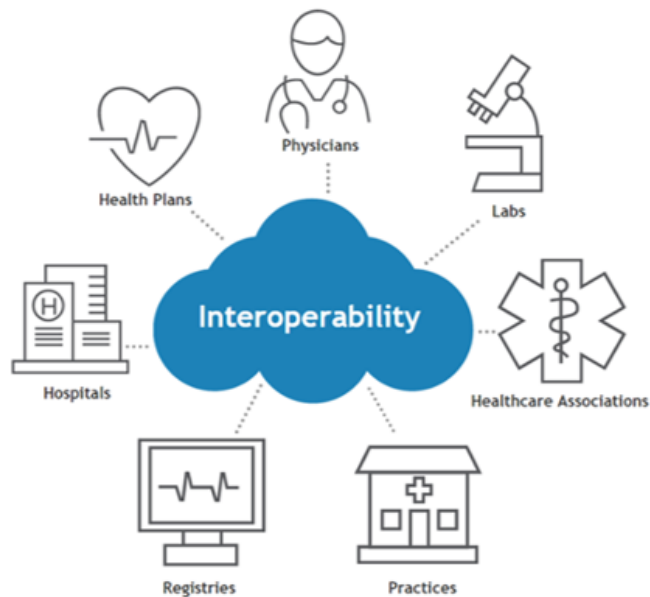 Physicians
Health Plans
Labs
Interoperability
H
Hospitals
Healthcare Associations
Registries
Practices